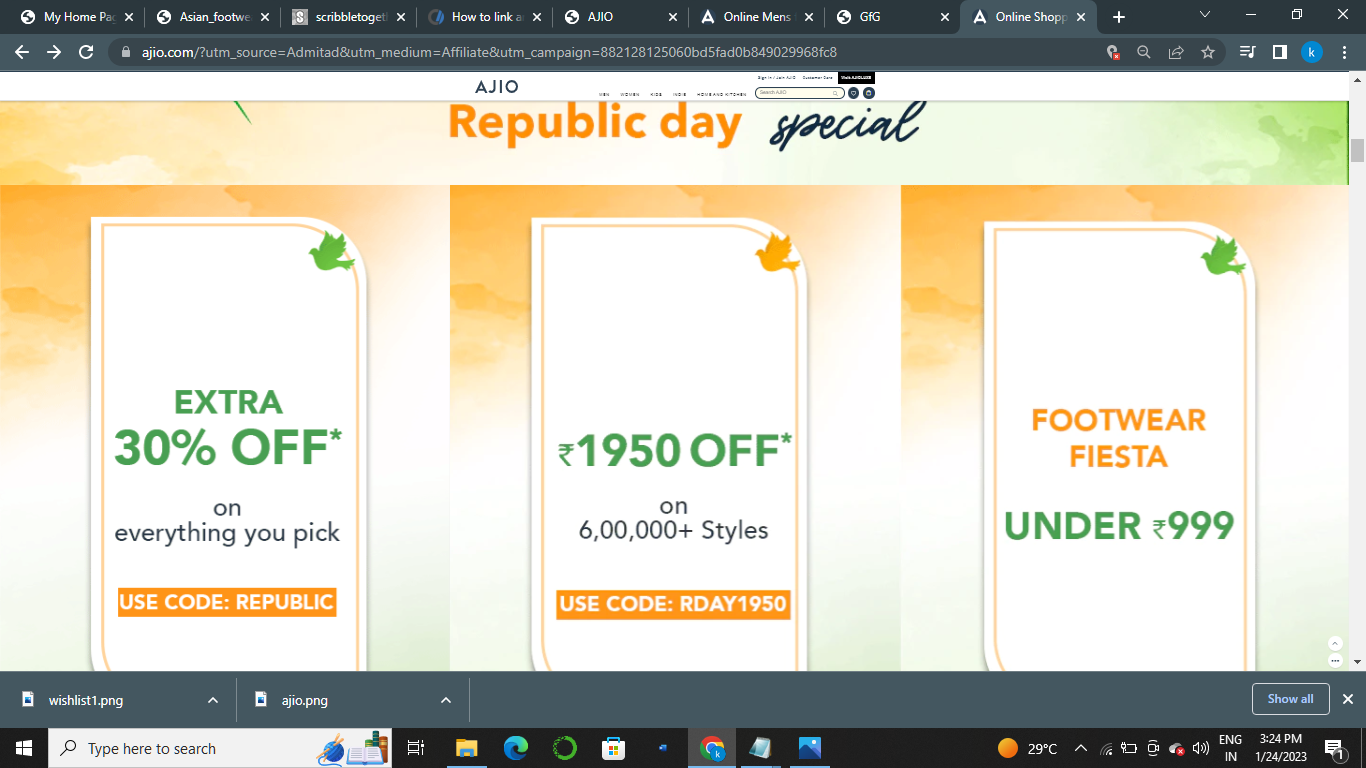 My Home Pag
Asian_footwe
scribbletoget
How to link a
AJIO
Online Mens
GfG
Online Shopp
ajio.com/?utm_source=Admitad&utm_medium=Affiliate&utm_campaign=882128125060bd5fad0b849029968fc8
k
Sign In / Join AJIO
Customer Care
Visit AJIOLUXE
AJIO
MEN
WOMEN
KIDS
INDIE
HOME AND KITCHEN
Search AJIO
Republic day special
EXTRA
30% OFF*
on
everything you pick
USE CODE: REPUBLIC
₹1950 OFF*
on
6,00,000+ Styles
USE CODE: RDAY1950
FOOTWEAR
FIESTA
UNDER ₹999
wishlist1.png
ajio.png
Show all
Type here to search
k
29°C
ENG
IN
3:24 PM
1/24/2023
1